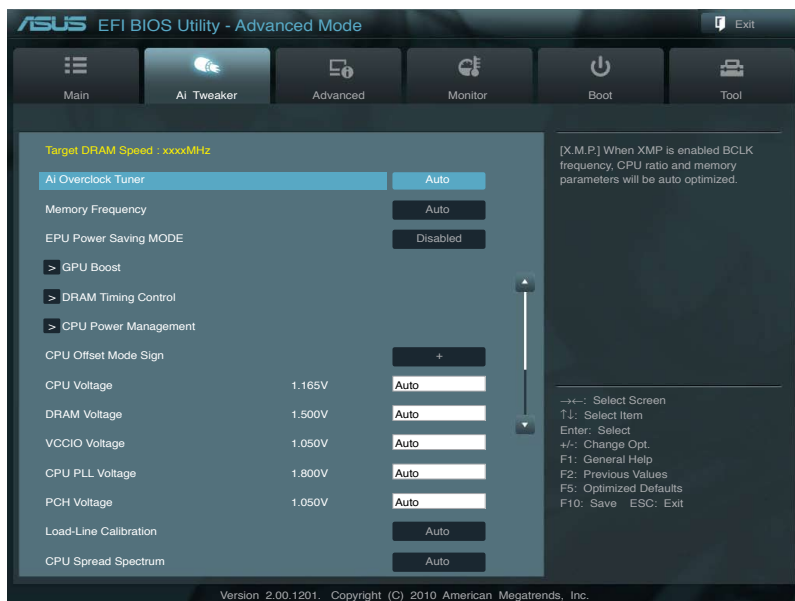 ASUS EFI BIOS Utility - Advanced Mode
Exit
Main
Ai Tweaker
Advanced
Monitor
Boot
Tool
Target DRAM Speed : xxxxMHz
Ai Overclock Tuner Auto
Memory Frequency Auto
EPU Power Saving MODE Disabled
> GPU Boost
> DRAM Timing Control
> CPU Power Management
CPU Offset Mode Sign +
CPU Voltage 1.165V Auto
DRAM Voltage 1.500V Auto
VCCIO Voltage 1.050V Auto
CPU PLL Voltage 1.800V Auto
PCH Voltage 1.050V Auto
Load-Line Calibration Auto
CPU Spread Spectrum Auto
[X.M.P.] When XMP is enabled BCLK
frequency, CPU ratio and memory
parameters will be auto optimized.
→←: Select Screen
↑↓: Select Item
Enter: Select
+/-: Change Opt.
F1: General Help
F2: Previous Values
F5: Optimized Defaults
F10: Save ESC: Exit
Version 2.00.1201. Copyright (C) 2010 American Megatrends, Inc.